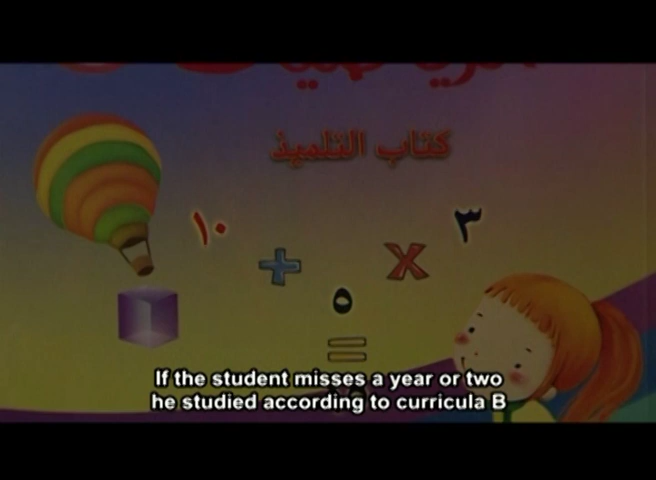 كتاب التلميذ
٣
١٠ + X
٥
=
If the student misses a year or two
he studied according to curricula B